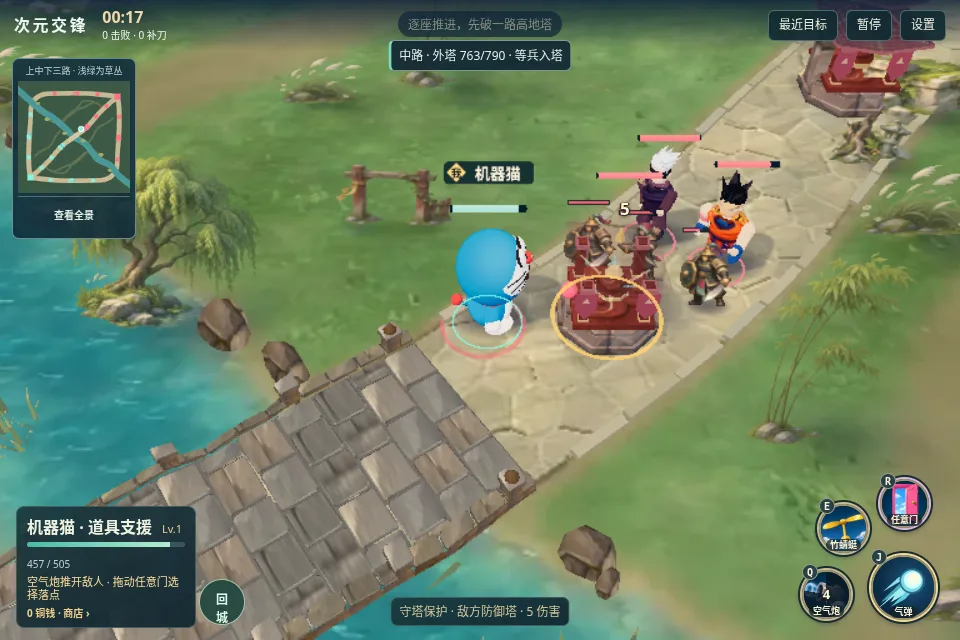 次元交锋
00:17
0 击败 · 0 补刀
逐座推进，先破一路高地塔
中路 · 外塔 763/790 · 等兵入塔
最近目标
暂停
设置
上中下三路 · 浅绿为草丛
查看全景
我 机器猫
5
机器猫 · 道具支援 Lv.1
457 / 505
空气炮推开敌人 · 拖动任意门选
择落点
0 铜钱 · 商店 ›
回
城
守塔保护 · 敌方防御塔 · 5 伤害
R
任意门
E
竹蜻蜓
Q
4
空气炮
J
气弹